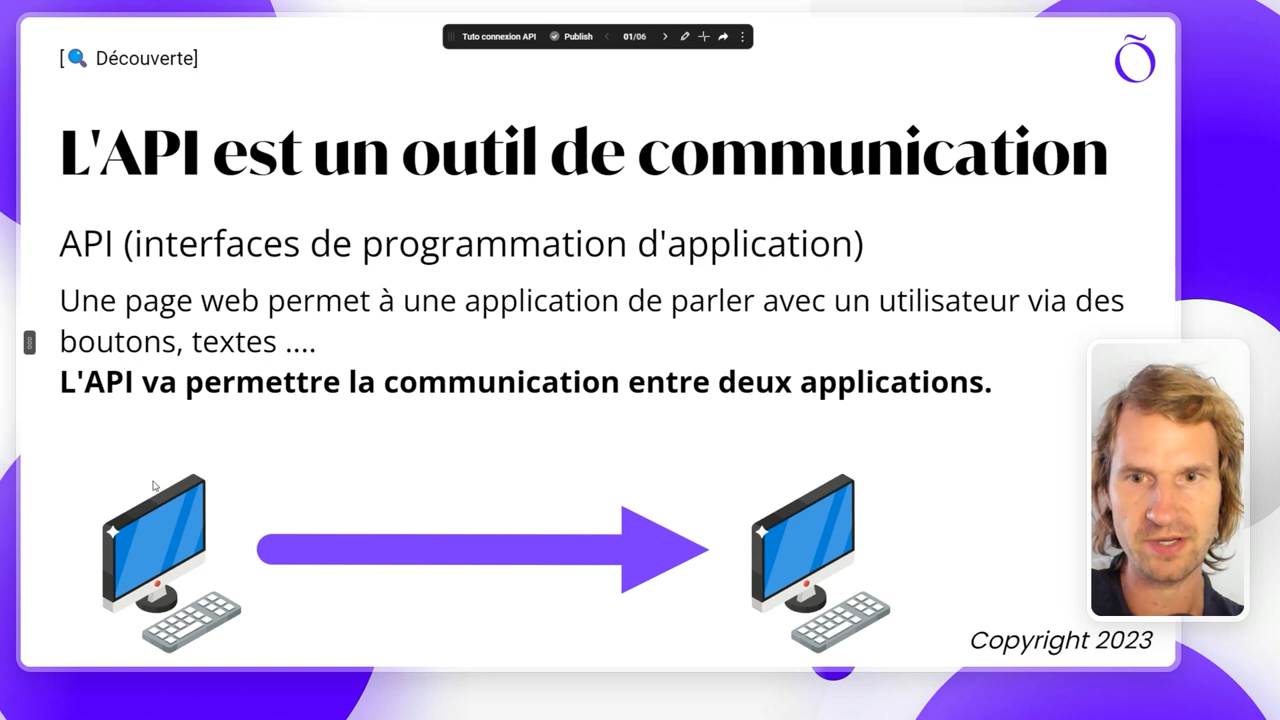 Tuto connexion API Publish 01/06
[🔍 Découverte]
Õ
L'API est un outil de communication
API (interfaces de programmation d'application)
Une page web permet à une application de parler avec un utilisateur via des
boutons, textes ....
L'API va permettre la communication entre deux applications.
Copyright 2023